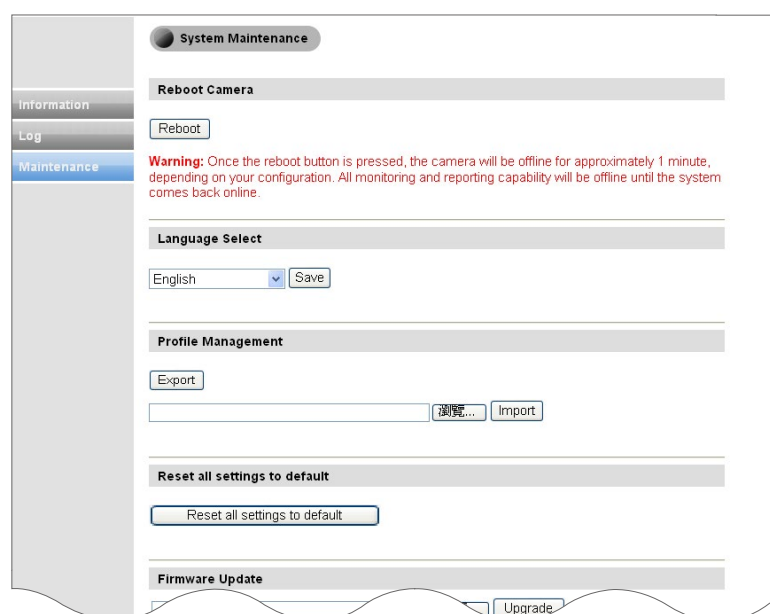 System Maintenance
Information
Log
Maintenance
Reboot Camera
Reboot
Warning: Once the reboot button is pressed, the camera will be offline for approximately 1 minute,
depending on your configuration. All monitoring and reporting capability will be offline until the system
comes back online.
Language Select
English Save
Profile Management
Export
瀏覽... Import
Reset all settings to default
Reset all settings to default
Firmware Update
Upgrade